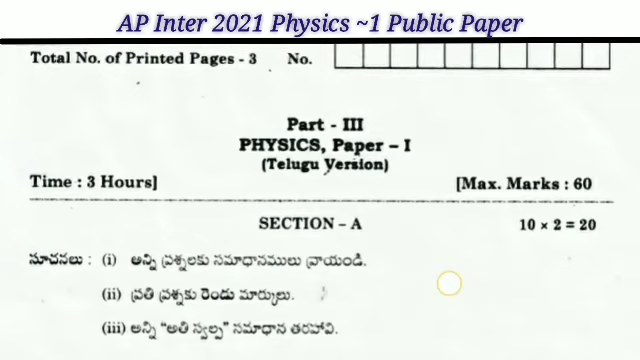 AP Inter 2021 Physics ~1 Public Paper
Total No. of Printed Pages - 3 No.
Part - III
PHYSICS, Paper – I
(Telugu Version)
Time : 3 Hours] [Max. Marks : 60
SECTION – A 10 × 2 = 20
సూచనలు : (i) అన్ని ప్రశ్నలకు సమాధానములు వ్రాయండి.
(ii) ప్రతి ప్రశ్నకు రెండు మార్కులు.
(iii) అన్ని “అతి స్వల్ప” సమాధాన తరహావి.